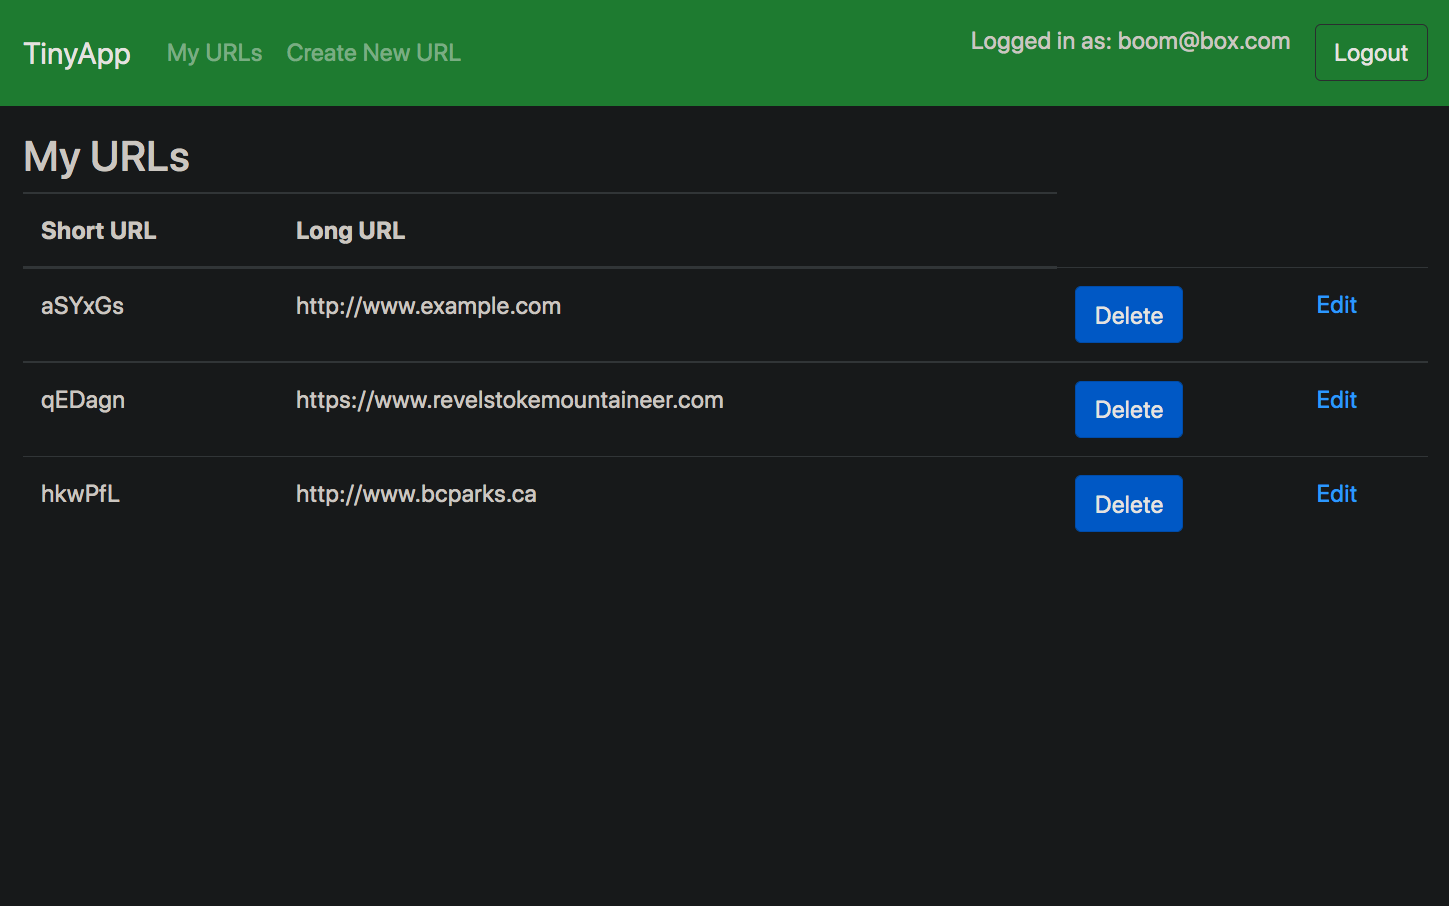 TinyApp My URLs Create New URL Logged in as: boom@box.com Logout
My URLs
Short URL Long URL
aSYxGs http://www.example.com Delete Edit
qEDagn https://www.revelstokemountaineer.com Delete Edit
hkwPfL http://www.bcparks.ca Delete Edit